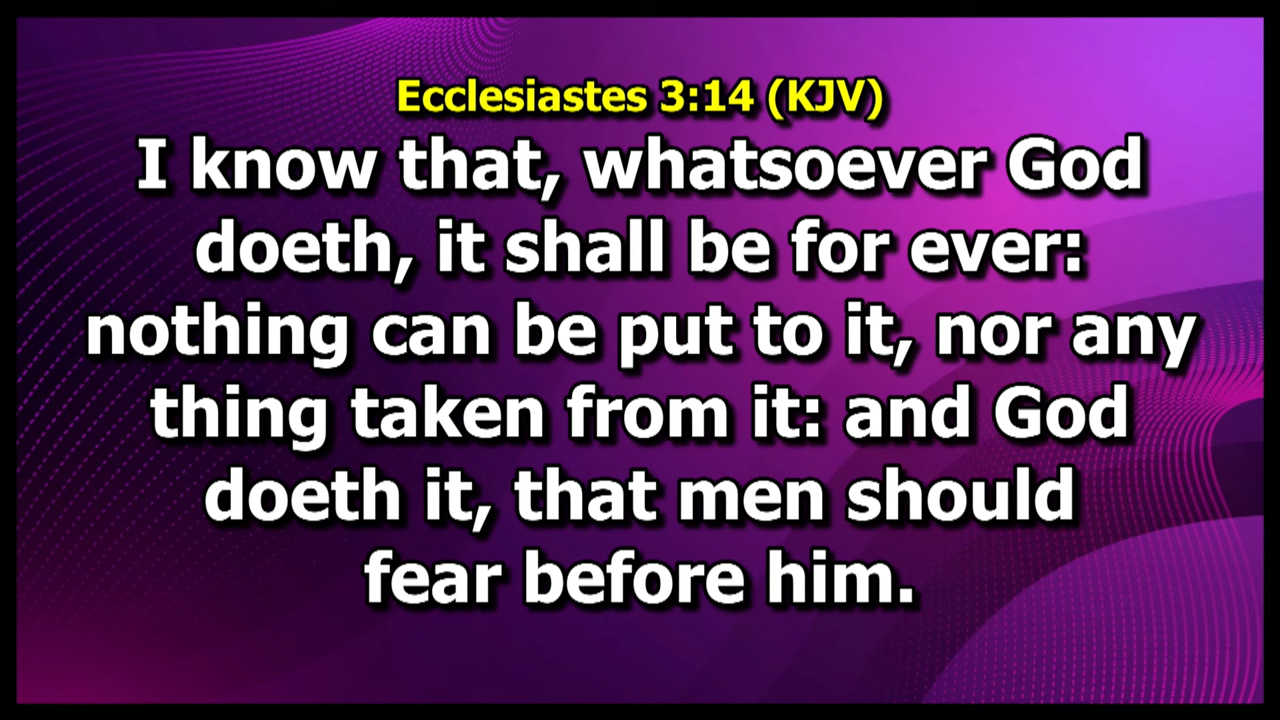 Ecclesiastes 3:14 (KJV)
I know that, whatsoever God
doeth, it shall be for ever:
nothing can be put to it, nor any
thing taken from it: and God
doeth it, that men should
fear before him.